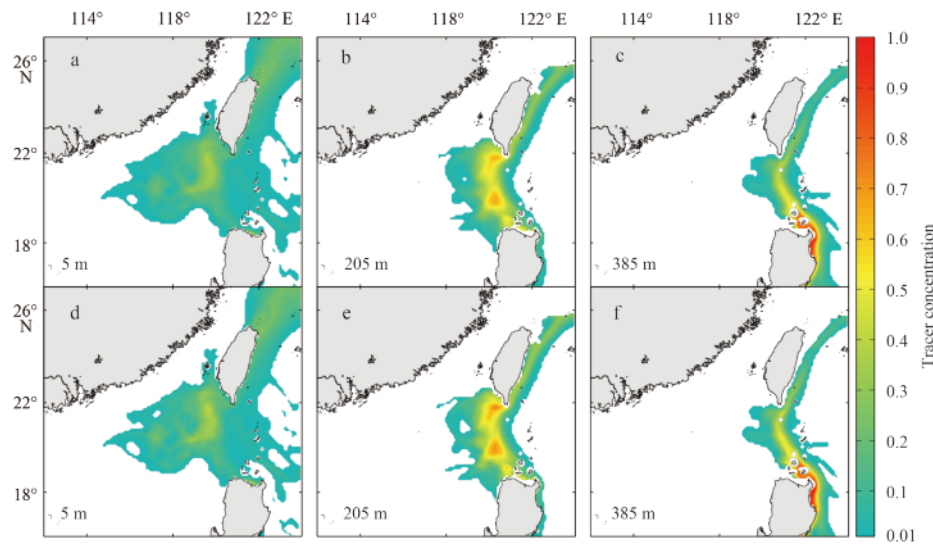 114° 118° 122° E 114° 118° 122° E 114° 118° 122° E
26°
N
22°
18°
a
5 m
b
205 m
c
385 m
26°
N
22°
18°
d
5 m
e
205 m
f
385 m
1.0
0.9
0.8
0.7
0.6
0.5
0.4
0.3
0.2
0.1
0.01
Tracer concentration